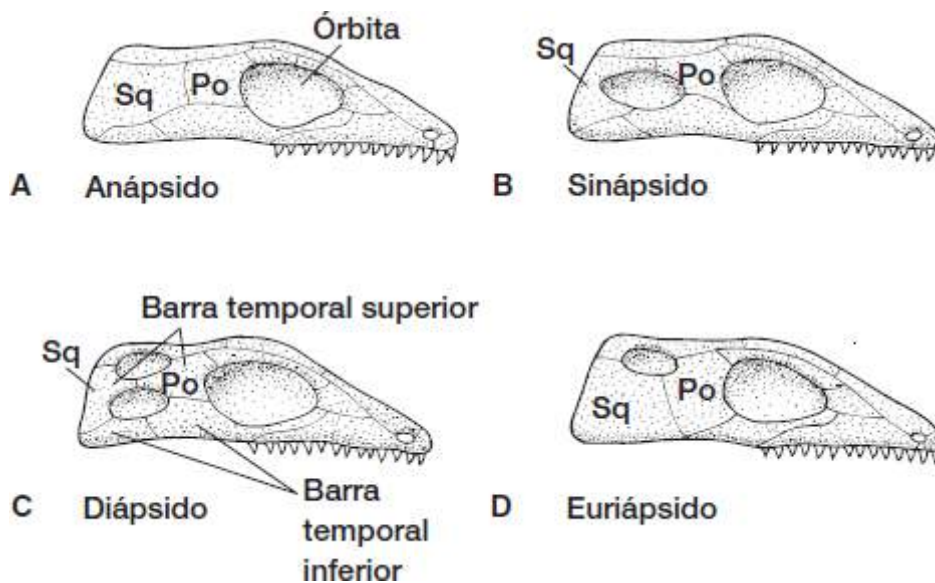 Órbita
Sq
Po
A Anápsido
Sq
Po
B Sinápsido
Barra temporal superior
Sq
Po
Barra
temporal
inferior
C Diápsido
Sq
Po
D Euriápsido